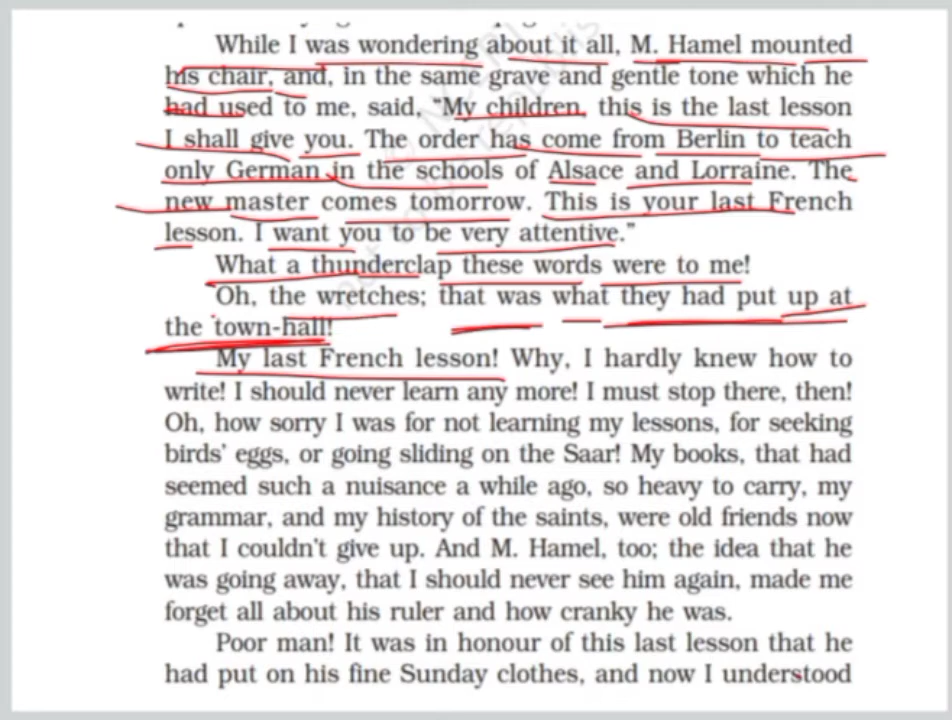 While I was wondering about it all, M. Hamel mounted
his chair, and, in the same grave and gentle tone which he
had used to me, said, “My children, this is the last lesson
I shall give you. The order has come from Berlin to teach
only German in the schools of Alsace and Lorraine. The
new master comes tomorrow. This is your last French
lesson. I want you to be very attentive.”
What a thunderclap these words were to me!
Oh, the wretches; that was what they had put up at
the town-hall!
My last French lesson! Why, I hardly knew how to
write! I should never learn any more! I must stop there, then!
Oh, how sorry I was for not learning my lessons, for seeking
birds’ eggs, or going sliding on the Saar! My books, that had
seemed such a nuisance a while ago, so heavy to carry, my
grammar, and my history of the saints, were old friends now
that I couldn’t give up. And M. Hamel, too; the idea that he
was going away, that I should never see him again, made me
forget all about his ruler and how cranky he was.
Poor man! It was in honour of this last lesson that he
had put on his fine Sunday clothes, and now I understood